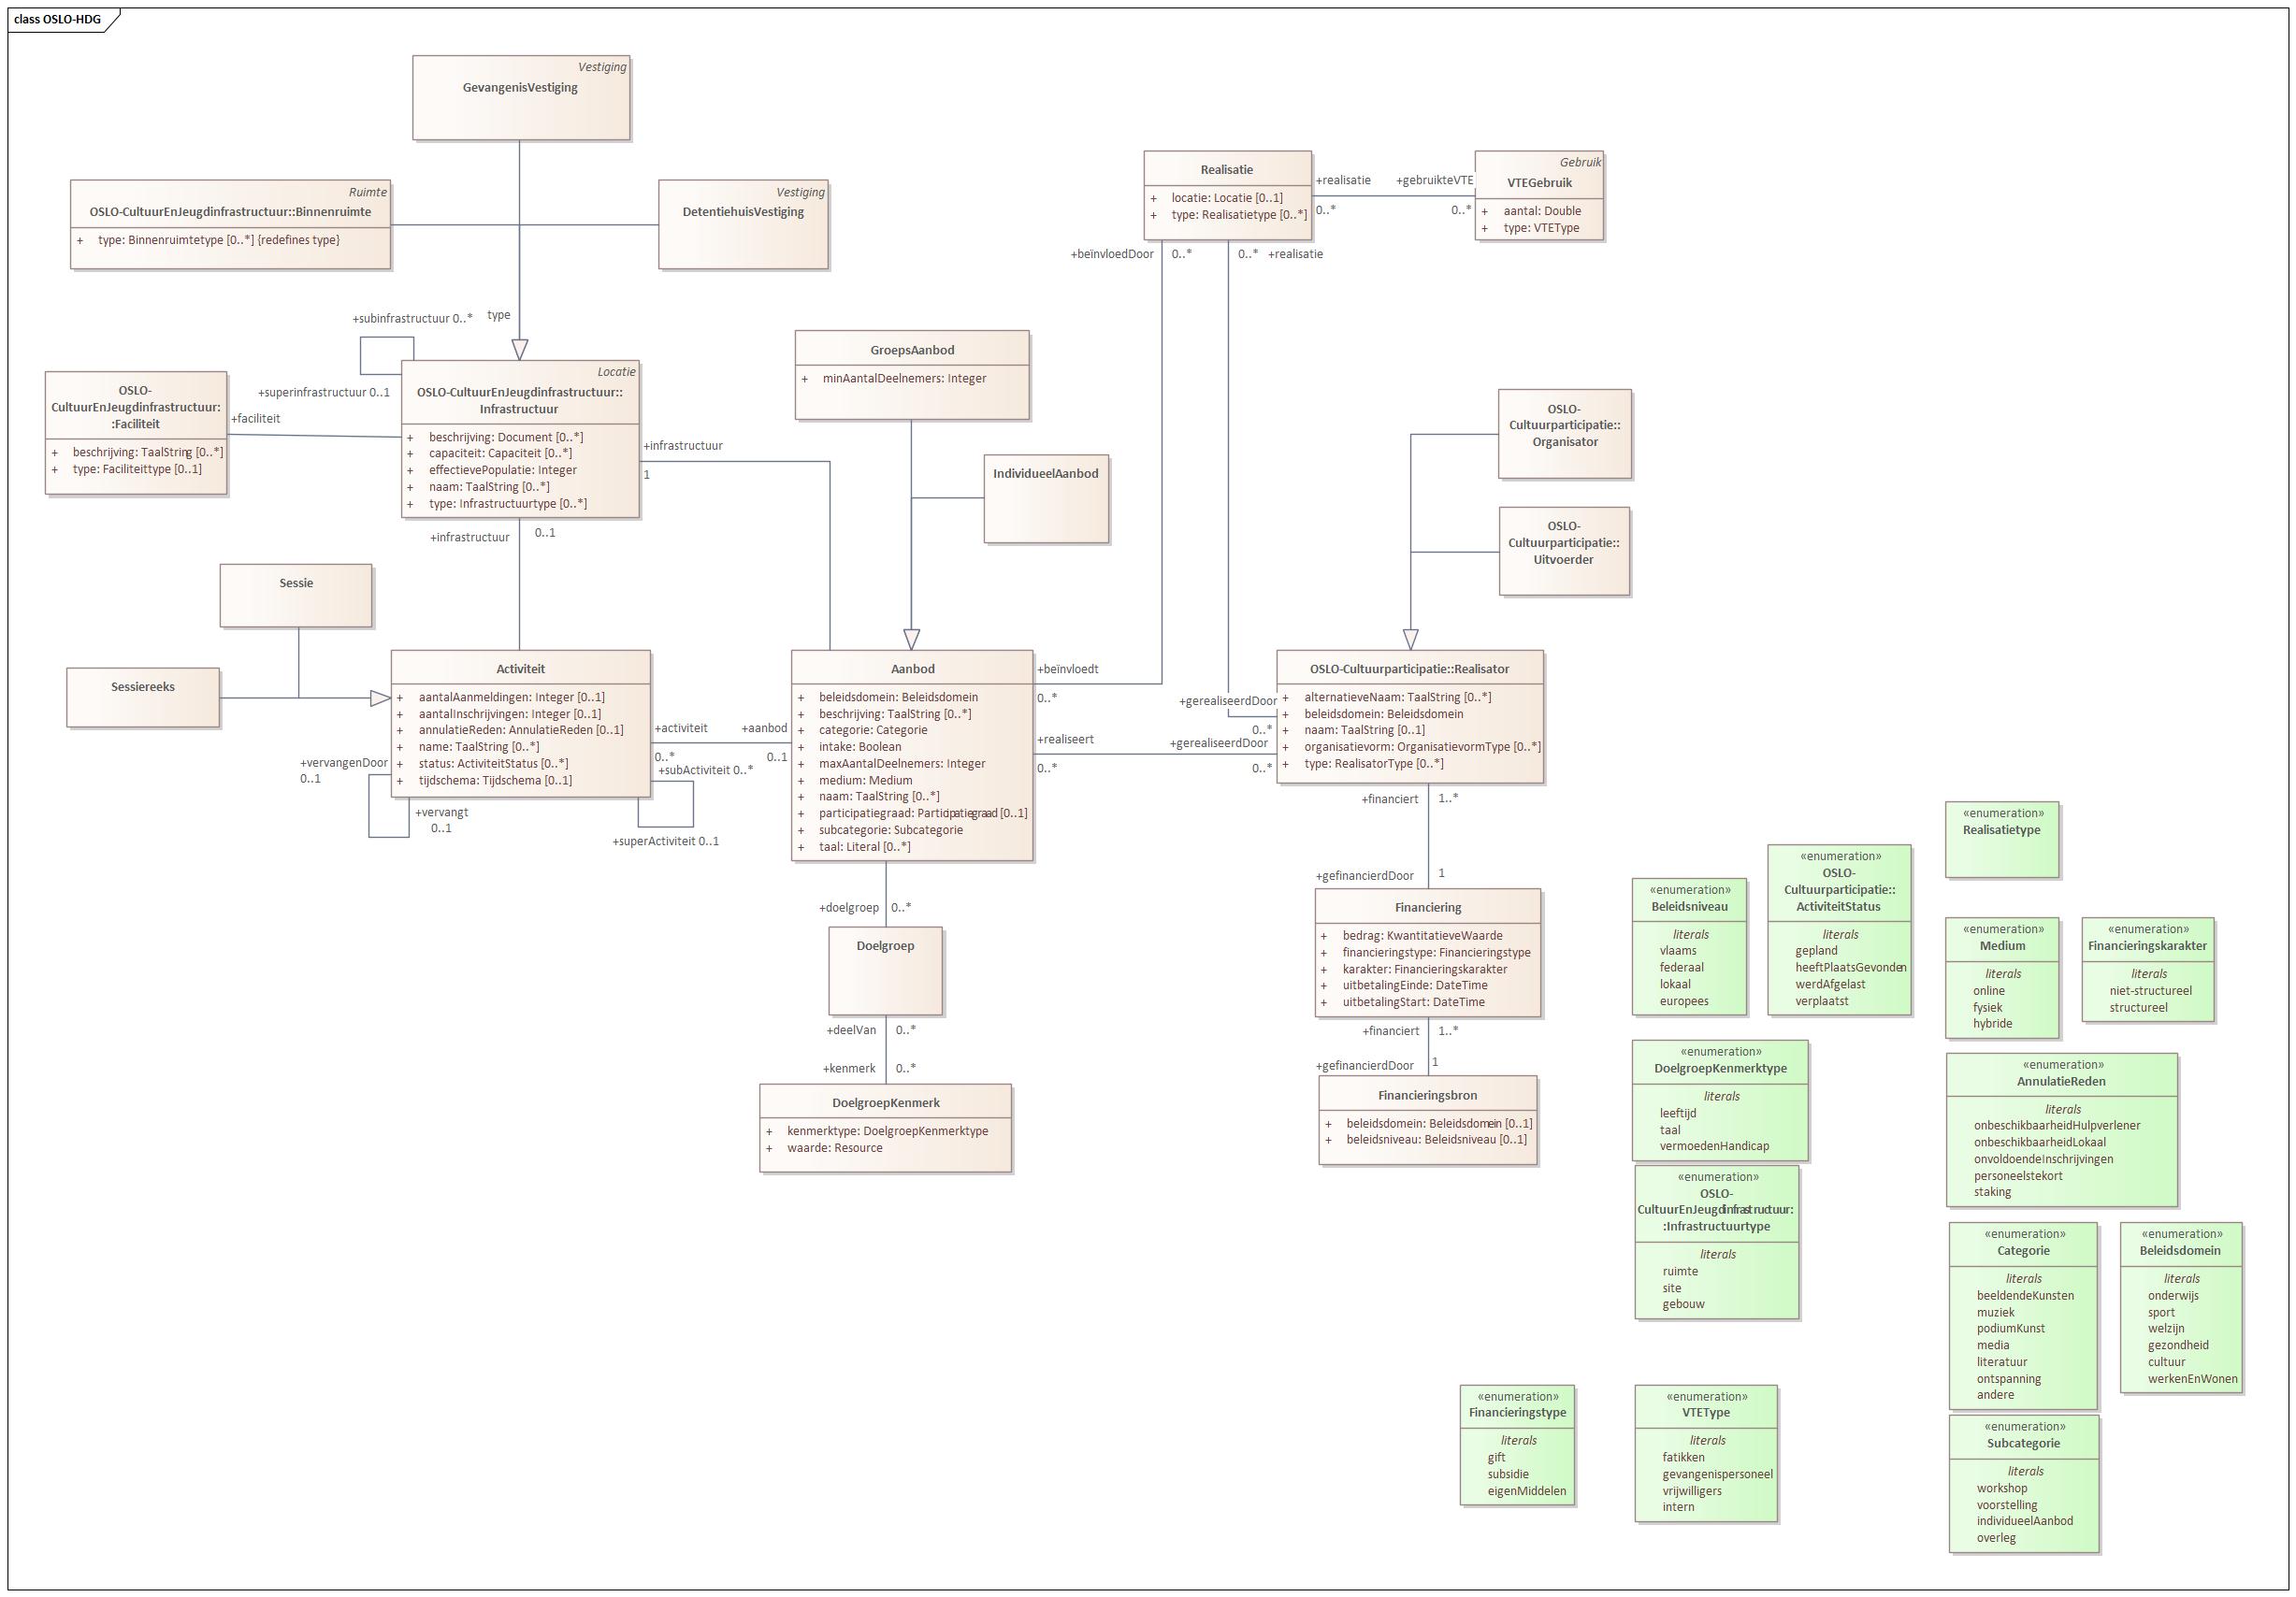 class OSLO-HDG
Vestiging
GevangenisVestiging
Ruimte
OSLO-CultuurEnJeugdinfrastructuur::Binnenruimte
+ type: Binnenruimtetype [0..*] {redefines type}
Vestiging
DetentiehuisVestiging
Realisatie
+ locatie: Locatie [0..1]
+ type: Realisatietype [0..*]
+realisatie
0..*
+gebruikteVTE
0..*
Gebruik
VTEGebruik
+ aantal: Double
+ type: VTEType
+beïnvloedDoor
0..*
0..*
+realisatie
+subinfrastructuur 0..*
type
+superinfrastructuur 0..1
OSLO-
CultuurEnJeugdinfrastructuur:
:Faciliteit
+ beschrijving: TaalString [0..*]
+ type: Faciliteittype [0..1]
+faciliteit
Locatie
OSLO-CultuurEnJeugdinfrastructuur::
Infrastructuur
+ beschrijving: Document [0..*]
+ capaciteit: Capaciteit [0..*]
+ effectievePopulatie: Integer
+ naam: TaalString [0..*]
+ type: Infrastructuurtype [0..*]
+infrastructuur
1
+infrastructuur
0..1
GroepsAanbod
+ minAantalDeelnemers: Integer
IndividueelAanbod
OSLO-
Cultuurparticipatie::
Organisator
OSLO-
Cultuurparticipatie::
Uitvoerder
Sessie
Sessiereeks
Activiteit
+ aantalAanmeldingen: Integer [0..1]
+ aantalInschrijvingen: Integer [0..1]
+ annulatieReden: AnnulatieReden [0..1]
+ name: TaalString [0..*]
+ status: ActiviteitStatus [0..*]
+ tijdschema: Tijdschema [0..1]
+vervangenDoor
0..1
+vervangt
0..1
+activiteit
0..*
+aanbod
0..1
+subActiviteit 0..*
+superActiviteit 0..1
Aanbod
+ beleidsdomein: Beleidsdomein
+ beschrijving: TaalString [0..*]
+ categorie: Categorie
+ intake: Boolean
+ maxAantalDeelnemers: Integer
+ medium: Medium
+ naam: TaalString [0..*]
+ participatiegraad: Participatiegraad [0..1]
+ subcategorie: Subcategorie
+ taal: Literal [0..*]
+beïnvloedt
0..*
+realiseert
0..*
+gerealiseerdDoor
0..*
+gerealiseerdDoor
0..*
OSLO-Cultuurparticipatie::Realisator
+ alternatieveNaam: TaalString [0..*]
+ beleidsdomein: Beleidsdomein
+ naam: TaalString [0..1]
+ organisatievorm: OrganisatievormType [0..*]
+ type: RealisatorType [0..*]
+financiert
1..*
+gefinancierdDoor
1
Financiering
+ bedrag: KwantitatieveWaarde
+ financieringstype: Financieringstype
+ karakter: Financieringskarakter
+ uitbetalingEinde: DateTime
+ uitbetalingStart: DateTime
+financiert
1..*
+gefinancierdDoor
1
Financieringsbron
+ beleidsdomein: Beleidsdomein [0..1]
+ beleidsniveau: Beleidsniveau [0..1]
+doelgroep
0..*
Doelgroep
+deelVan
0..*
+kenmerk
0..*
DoelgroepKenmerk
+ kenmerktype: DoelgroepKenmerktype
+ waarde: Resource
«enumeration»
Realisatietype
«enumeration»
OSLO-
Cultuurparticipatie::
ActiviteitStatus
literals
gepland
heeftPlaatsGevonden
werdAfgelast
verplaatst
«enumeration»
Beleidsniveau
literals
vlaams
federaal
lokaal
europees
«enumeration»
Medium
literals
online
fysiek
hybride
«enumeration»
Financieringskarakter
literals
niet-structureel
structureel
«enumeration»
DoelgroepKenmerktype
literals
leeftijd
taal
vermoedenHandicap
«enumeration»
AnnulatieReden
literals
onbeschikbaarheidHulpverlener
onbeschikbaarheidLokaal
onvoldoendeInschrijvingen
personeelstekort
staking
«enumeration»
OSLO-
CultuurEnJeugdinfrastructuur:
:Infrastructuurtype
literals
ruimte
site
gebouw
«enumeration»
Categorie
literals
beeldendeKunsten
muziek
podiumKunst
media
literatuur
ontspanning
andere
«enumeration»
Beleidsdomein
literals
onderwijs
sport
welzijn
gezondheid
cultuur
werkenEnWonen
«enumeration»
Financieringstype
literals
gift
subsidie
eigenMiddelen
«enumeration»
VTEType
literals
fatikken
gevangenispersoneel
vrijwilligers
intern
«enumeration»
Subcategorie
literals
workshop
voorstelling
individueelAanbod
overleg